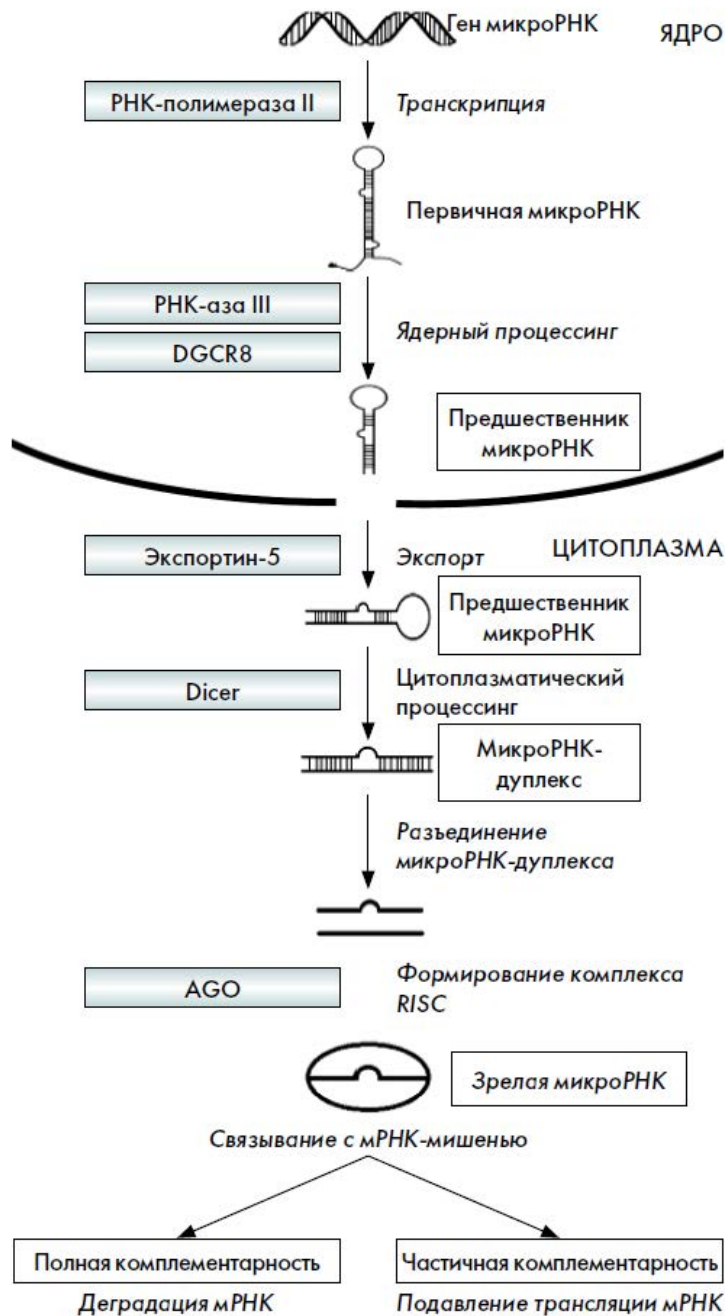 Ген микроРНК
ЯДРО
РНК-полимераза II
Транскрипция
Первичная микроРНК
РНК-аза III
Ядерный процессинг
DGCR8
Предшественник
микроРНК
ЦИТОПЛАЗМА
Экспортин-5
Экспорт
Предшественник
микроРНК
Dicer
Цитоплазматический
процессинг
МикроРНК-
дуплекс
Разъединение
микроРНК-дуплекса
AGO
Формирование комплекса
RISC
Зрелая микроРНК
Связывание с мРНК-мишенью
Полная комплементарность
Частичная комплементарность
Деградация мРНК
Подавление трансляции мРНК